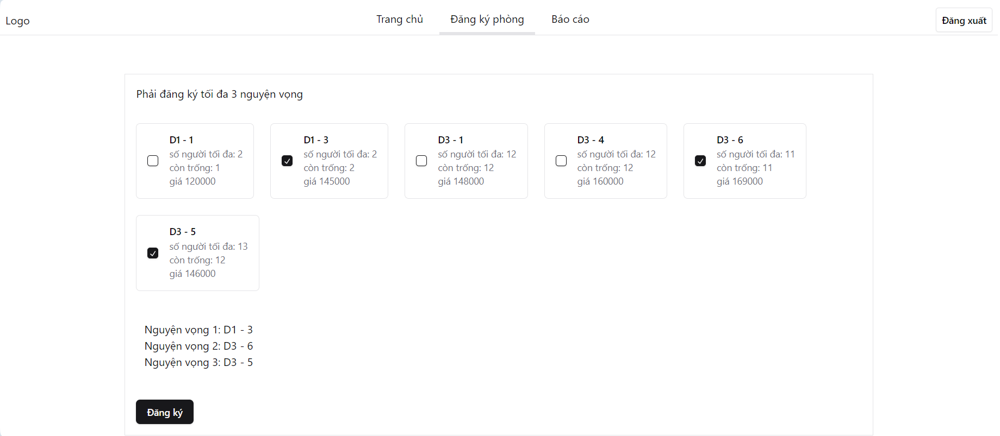 Logo
Trang chủ
Đăng ký phòng
Báo cáo
Đăng xuất
Phải đăng ký tối đa 3 nguyện vọng
D1 - 1
số người tối đa: 2
còn trống: 1
giá 120000
D1 - 3
số người tối đa: 2
còn trống: 2
giá 145000
D3 - 1
số người tối đa: 12
còn trống: 12
giá 148000
D3 - 4
số người tối đa: 12
còn trống: 12
giá 160000
D3 - 6
số người tối đa: 11
còn trống: 11
giá 169000
D3 - 5
số người tối đa: 13
còn trống: 12
giá 146000
Nguyện vọng 1: D1 - 3
Nguyện vọng 2: D3 - 6
Nguyện vọng 3: D3 - 5
Đăng ký